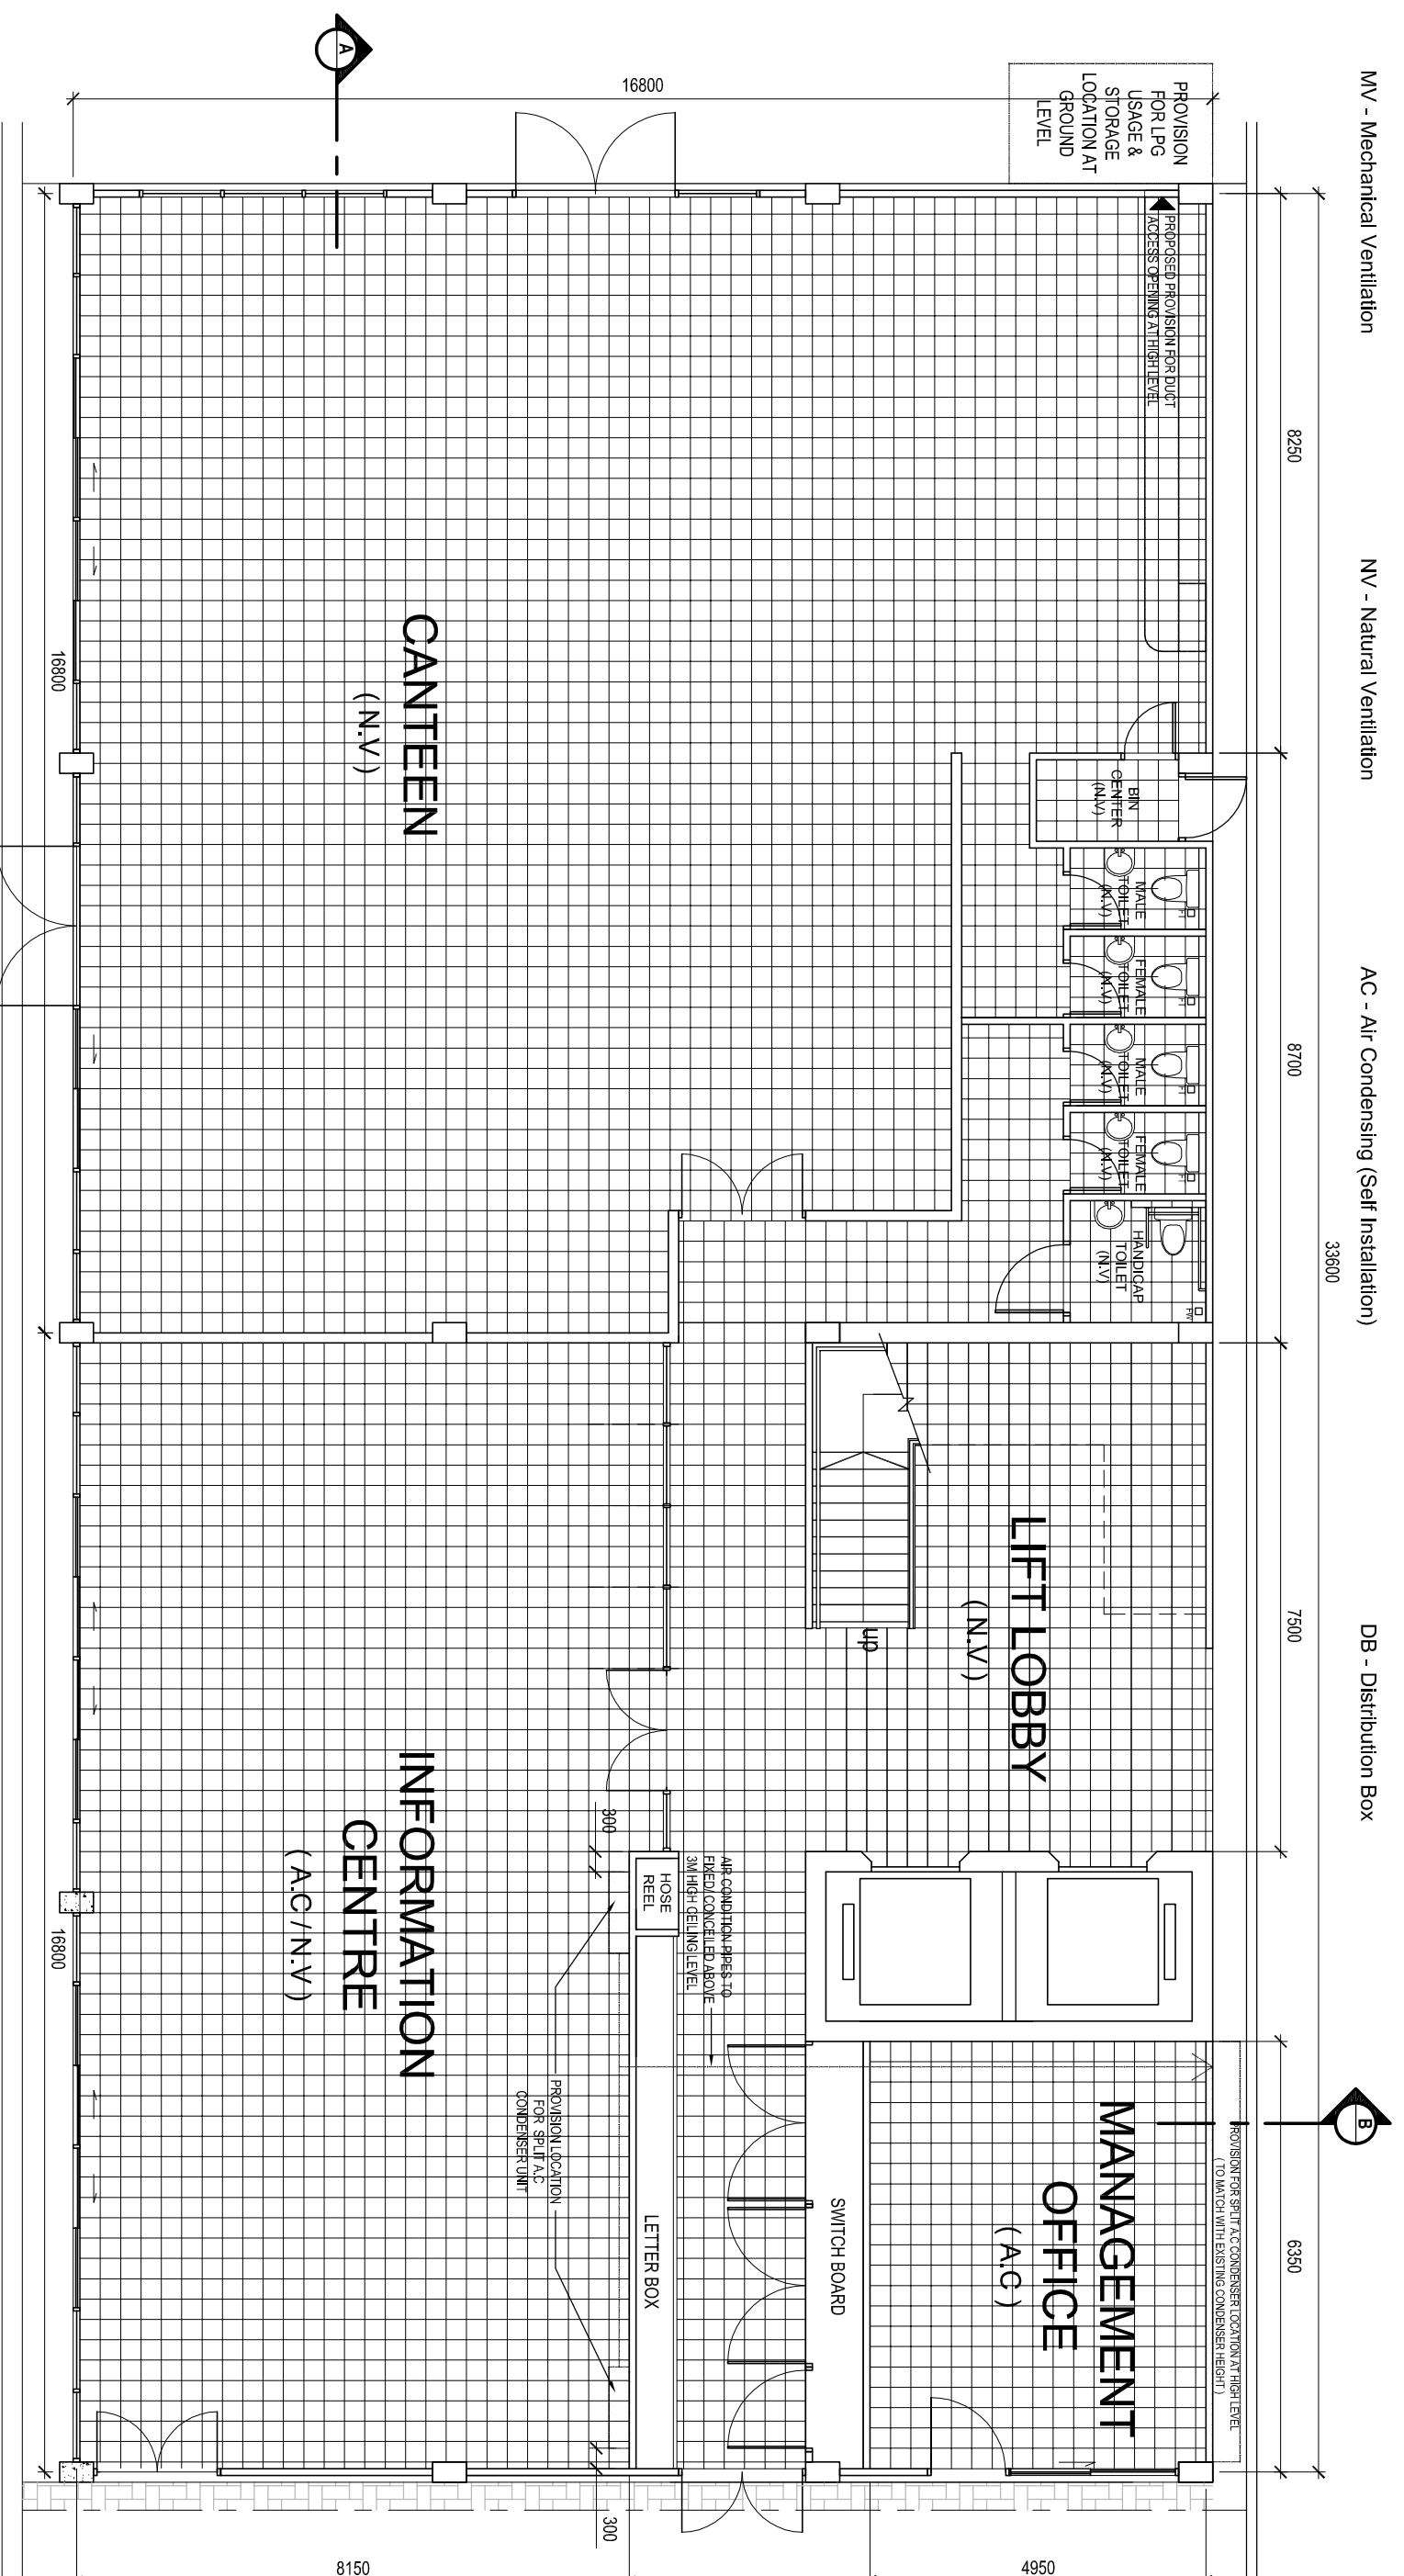 MV - Mechanical Ventilation
NV - Natural Ventilation
AC - Air Condensing (Self Installation)
DB - Distribution Box
33600
8250
8700
7500
6350
16800
A
B
PROVISION
FOR LPG
USAGE &
STORAGE
LOCATION AT
GROUND
LEVEL
PROPOSED PROVISION FOR DUCT
ACCESS OPENING AT HIGH LEVEL
BIN
CENTER
(N.V)
MALE
TOILET
(N.V)
FEMALE
TOILET
(N.V)
MALE
TOILET
(N.V)
FEMALE
TOILET
(N.V)
HANDICAP
TOILET
(N.V)
LIFT LOBBY
( N.V )
up
PROVISION FOR SPLIT A.C CONDENSER LOCATION AT HIGH LEVEL
( TO MATCH WITH EXISTING CONDENSER HEIGHT )
MANAGEMENT
OFFICE
( A.C )
SWITCH BOARD
AIR CONDITION PIPES TO
FIXED/ CONCEILED ABOVE
3M HIGH CEILING LEVEL
HOSE
REEL
LETTER BOX
300
300
PROVISION LOCATION
FOR SPLIT A.C
CONDENSER UNIT
CANTEEN
( N.V )
INFORMATION
CENTRE
( A.C / N.V )
16800
16800
8150
4950